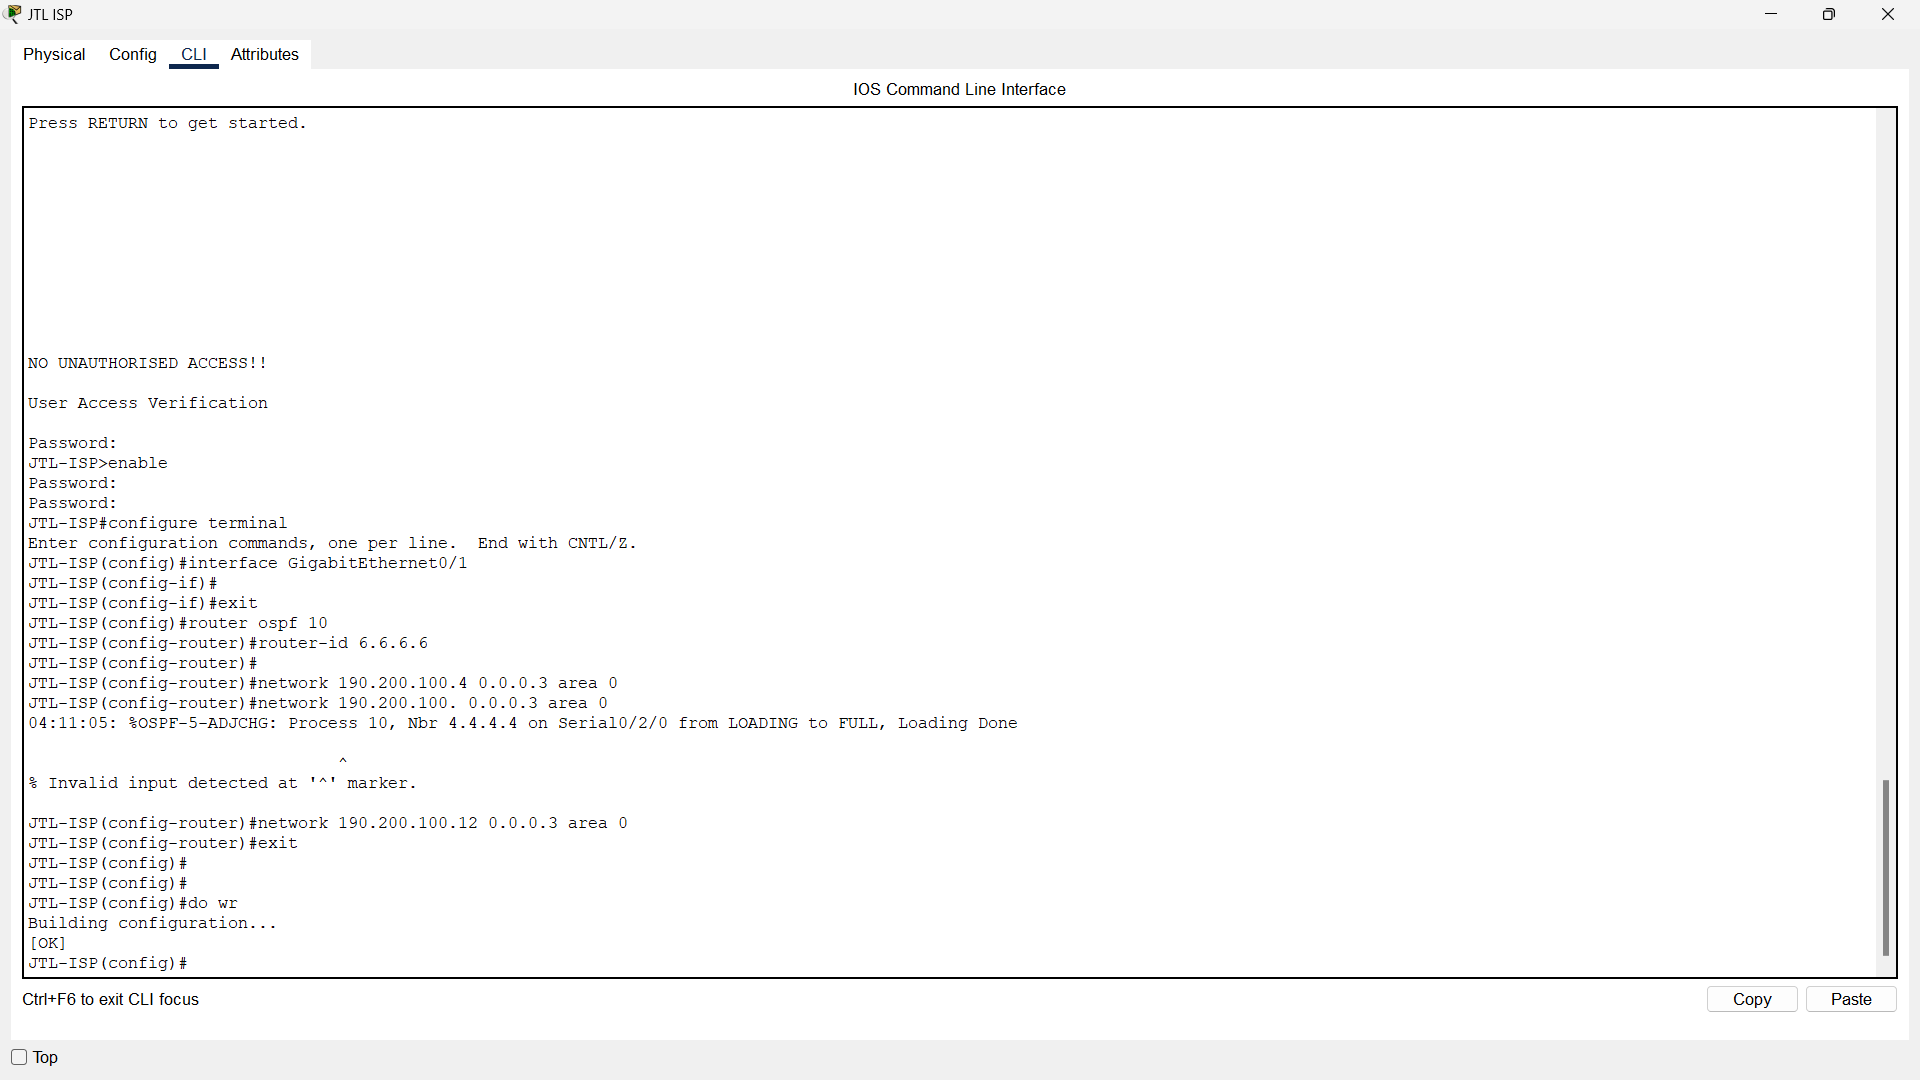 JTL ISP
Physical Config CLI Attributes
IOS Command Line Interface
Press RETURN to get started.
NO UNAUTHORISED ACCESS!!
User Access Verification
Password:
JTL-ISP>enable
Password:
Password:
JTL-ISP#configure terminal
Enter configuration commands, one per line.  End with CNTL/Z.
JTL-ISP(config)#interface GigabitEthernet0/1
JTL-ISP(config-if)#
JTL-ISP(config-if)#exit
JTL-ISP(config)#router ospf 10
JTL-ISP(config-router)#router-id 6.6.6.6
JTL-ISP(config-router)#
JTL-ISP(config-router)#network 190.200.100.4 0.0.0.3 area 0
JTL-ISP(config-router)#network 190.200.100. 0.0.0.3 area 0
04:11:05: %OSPF-5-ADJCHG: Process 10, Nbr 4.4.4.4 on Serial0/2/0 from LOADING to FULL, Loading Done
^
% Invalid input detected at '^' marker.
JTL-ISP(config-router)#network 190.200.100.12 0.0.0.3 area 0
JTL-ISP(config-router)#exit
JTL-ISP(config)#
JTL-ISP(config)#
JTL-ISP(config)#do wr
Building configuration...
[OK]
JTL-ISP(config)#
Ctrl+F6 to exit CLI focus
Copy Paste
Top